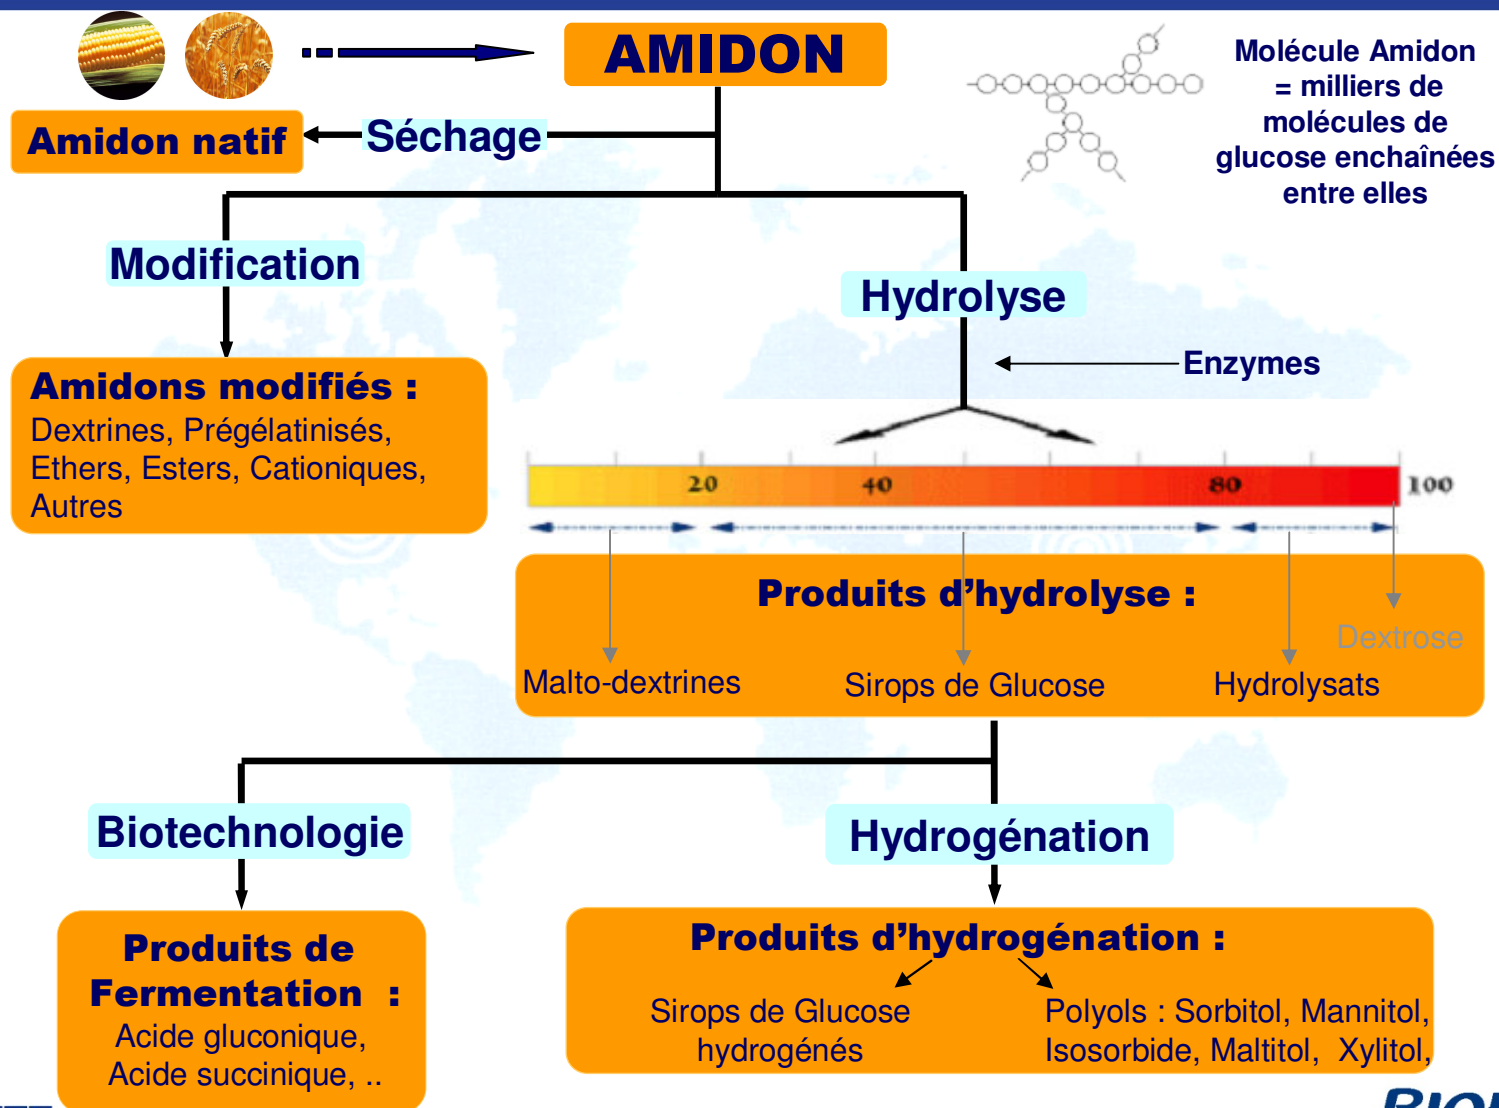 AMIDON
Molécule Amidon
= milliers de
molécules de
glucose enchaînées
entre elles
Amidon natif
Séchage
Modification
Hydrolyse
Enzymes
Amidons modifiés :
Dextrines, Prégélatinisés,
Ethers, Esters, Cationiques,
Autres
20
40
80
100
Produits d’hydrolyse :
Dextrose
Malto-dextrines
Sirops de Glucose
Hydrolysats
Biotechnologie
Hydrogénation
Produits de
Fermentation :
Acide gluconique,
Acide succinique, ..
Produits d’hydrogénation :
Sirops de Glucose
hydrogénés
Polyols : Sorbitol, Mannitol,
Isosorbide, Maltitol, Xylitol,